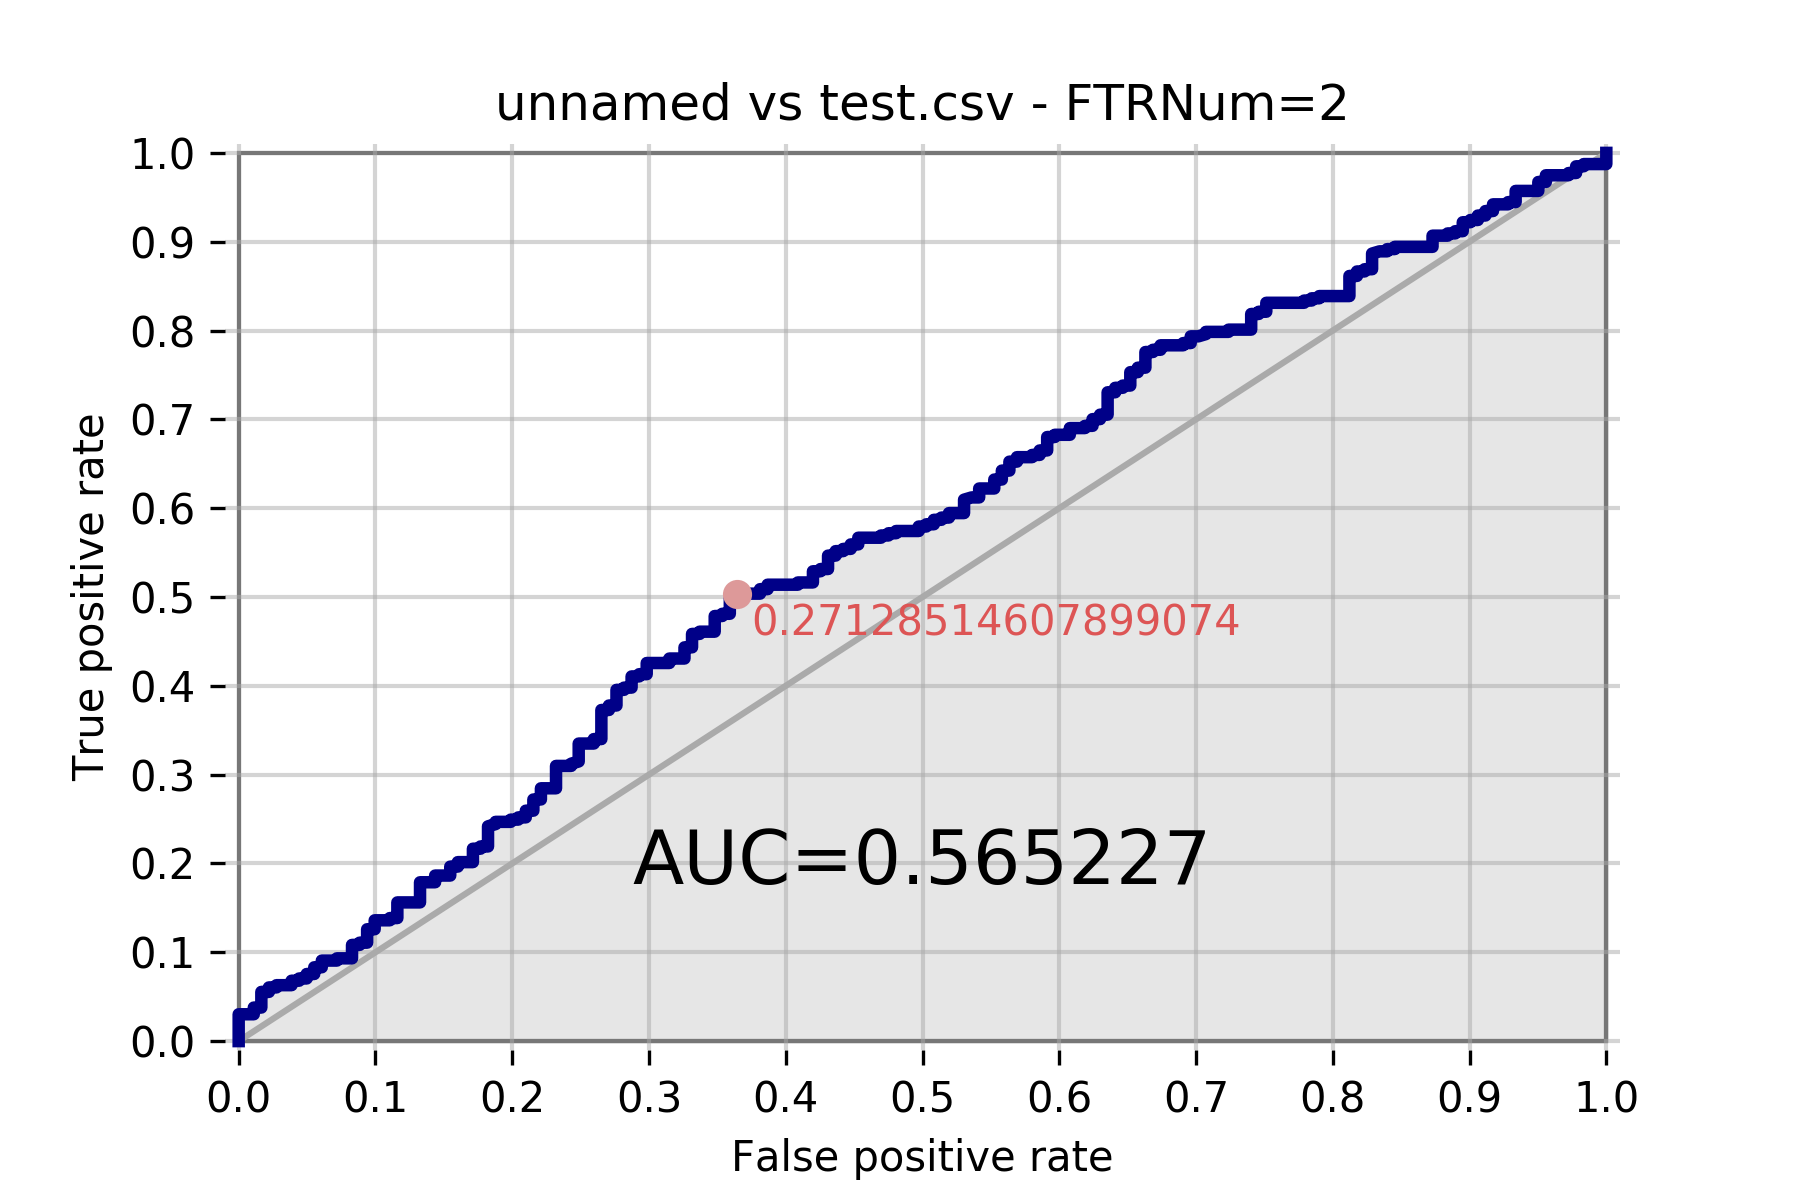 unnamed vs test.csv - FTRNum=2
1.0
0.9
0.8
0.7
0.6
0.5
0.4
0.3
0.2
0.1
0.0
True positive rate
0.271285146078990​74
AUC=0.565227
0.0 0.1 0.2 0.3 0.4 0.5 0.6 0.7 0.8 0.9 1.0
False positive rate